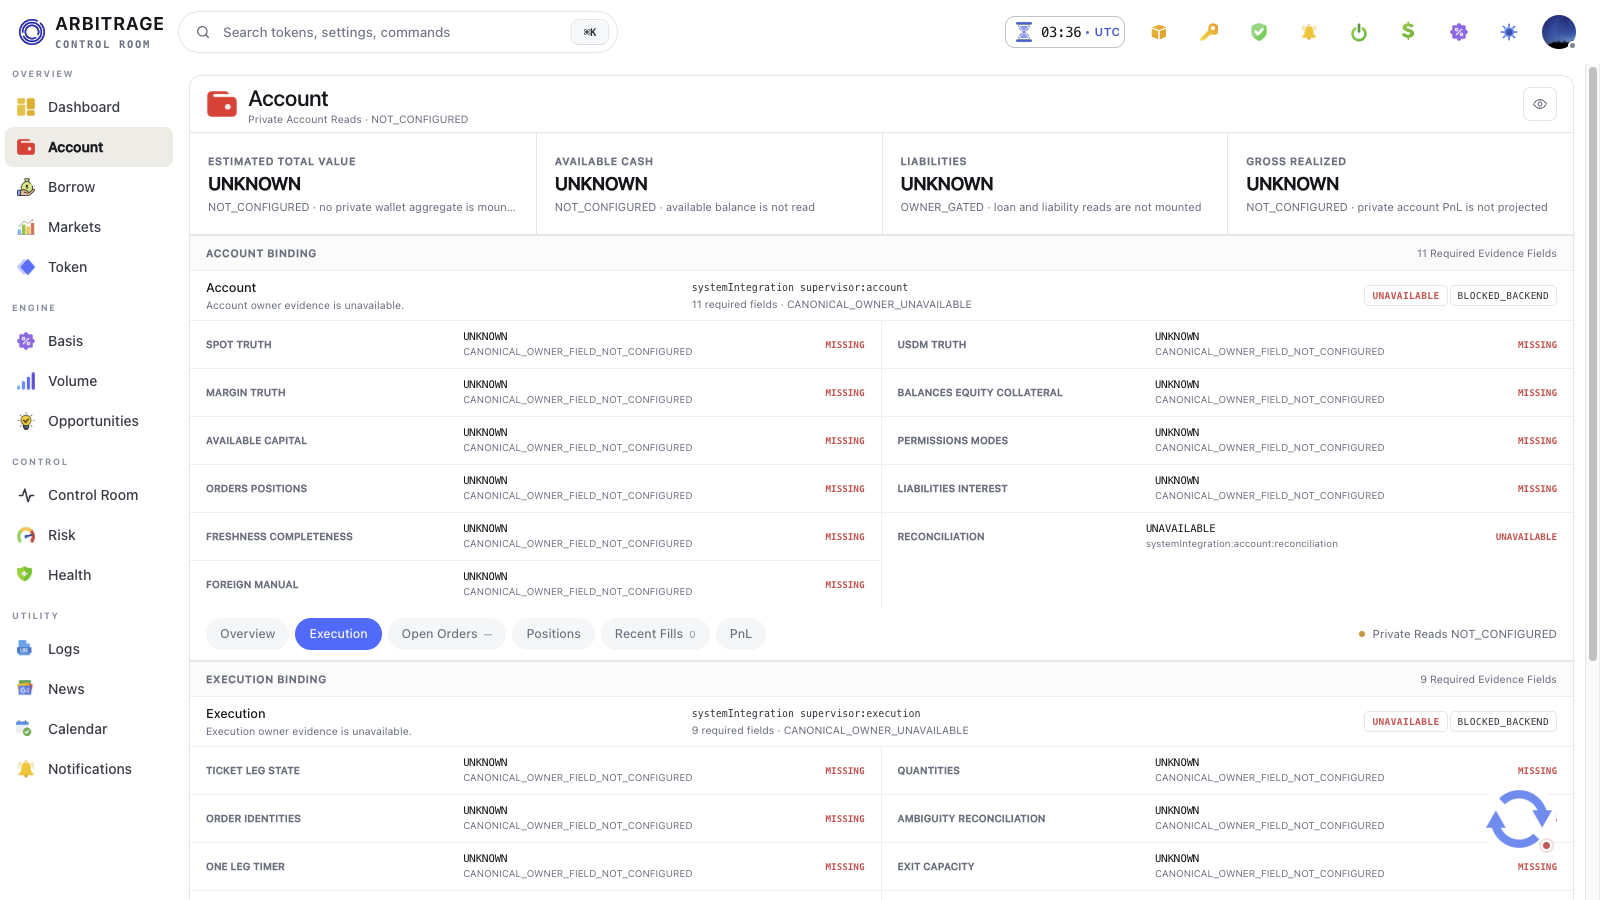 ARBITRAGE
CONTROL ROOM
Search tokens, settings, commands
⌘K
03:36 • UTC
OVERVIEW
Dashboard
Account
Borrow
Markets
Token
ENGINE
Basis
Volume
Opportunities
CONTROL
Control Room
Risk
Health
UTILITY
Logs
News
Calendar
Notifications
Account
Private Account Reads · NOT_CONFIGURED
ESTIMATED TOTAL VALUE
UNKNOWN
NOT_CONFIGURED · no private wallet aggregate is moun...
AVAILABLE CASH
UNKNOWN
NOT_CONFIGURED · available balance is not read
LIABILITIES
UNKNOWN
OWNER_GATED · loan and liability reads are not mounted
GROSS REALIZED
UNKNOWN
NOT_CONFIGURED · private account PnL is not projected
ACCOUNT BINDING
11 Required Evidence Fields
Account
Account owner evidence is unavailable.
systemIntegration supervisor:account
11 required fields · CANONICAL_OWNER_UNAVAILABLE
UNAVAILABLE
BLOCKED_BACKEND
SPOT TRUTH
UNKNOWN
CANONICAL_OWNER_FIELD_NOT_CONFIGURED
MISSING
USDM TRUTH
UNKNOWN
CANONICAL_OWNER_FIELD_NOT_CONFIGURED
MISSING
MARGIN TRUTH
UNKNOWN
CANONICAL_OWNER_FIELD_NOT_CONFIGURED
MISSING
BALANCES EQUITY COLLATERAL
UNKNOWN
CANONICAL_OWNER_FIELD_NOT_CONFIGURED
MISSING
AVAILABLE CAPITAL
UNKNOWN
CANONICAL_OWNER_FIELD_NOT_CONFIGURED
MISSING
PERMISSIONS MODES
UNKNOWN
CANONICAL_OWNER_FIELD_NOT_CONFIGURED
MISSING
ORDERS POSITIONS
UNKNOWN
CANONICAL_OWNER_FIELD_NOT_CONFIGURED
MISSING
LIABILITIES INTEREST
UNKNOWN
CANONICAL_OWNER_FIELD_NOT_CONFIGURED
MISSING
FRESHNESS COMPLETENESS
UNKNOWN
CANONICAL_OWNER_FIELD_NOT_CONFIGURED
MISSING
RECONCILIATION
UNAVAILABLE
systemIntegration:account:reconciliation
UNAVAILABLE
FOREIGN MANUAL
UNKNOWN
CANONICAL_OWNER_FIELD_NOT_CONFIGURED
MISSING
Overview
Execution
Open Orders —
Positions
Recent Fills 0
PnL
Private Reads NOT_CONFIGURED
EXECUTION BINDING
9 Required Evidence Fields
Execution
Execution owner evidence is unavailable.
systemIntegration supervisor:execution
9 required fields · CANONICAL_OWNER_UNAVAILABLE
UNAVAILABLE
BLOCKED_BACKEND
TICKET LEG STATE
UNKNOWN
CANONICAL_OWNER_FIELD_NOT_CONFIGURED
MISSING
QUANTITIES
UNKNOWN
CANONICAL_OWNER_FIELD_NOT_CONFIGURED
MISSING
ORDER IDENTITIES
UNKNOWN
CANONICAL_OWNER_FIELD_NOT_CONFIGURED
MISSING
AMBIGUITY RECONCILIATION
UNKNOWN
CANONICAL_OWNER_FIELD_NOT_CONFIGURED
ONE LEG TIMER
UNKNOWN
CANONICAL_OWNER_FIELD_NOT_CONFIGURED
MISSING
EXIT CAPACITY
UNKNOWN
CANONICAL_OWNER_FIELD_NOT_CONFIGURED
MISSING